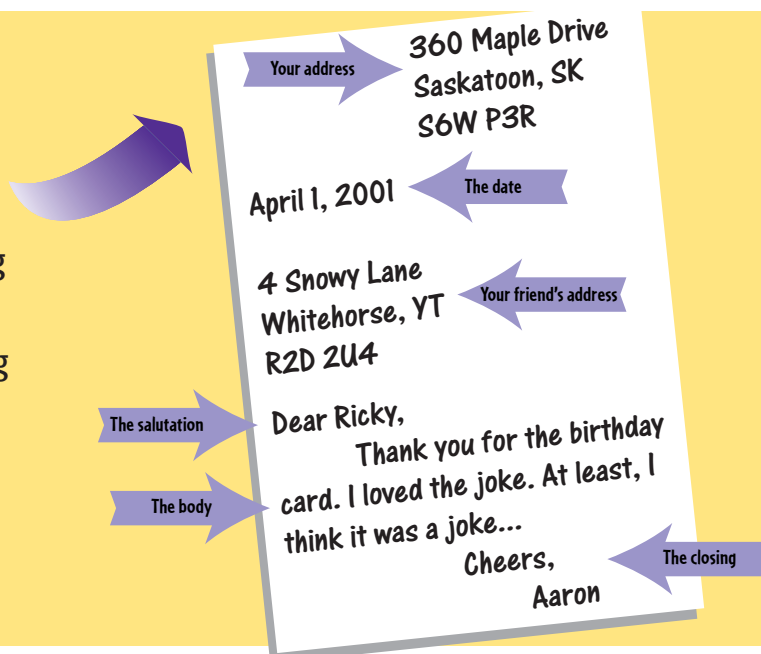 Your address
360 Maple Drive
Saskatoon, SK
S6W P3R
April 1, 2001
The date
4 Snowy Lane
Whitehorse, YT
R2D 2U4
Your friend's address
The salutation
Dear Ricky,
Thank you for the birthday
The body
card. I loved the joke. At least, I
think it was a joke...
Cheers,
The closing
Aaron
g
g